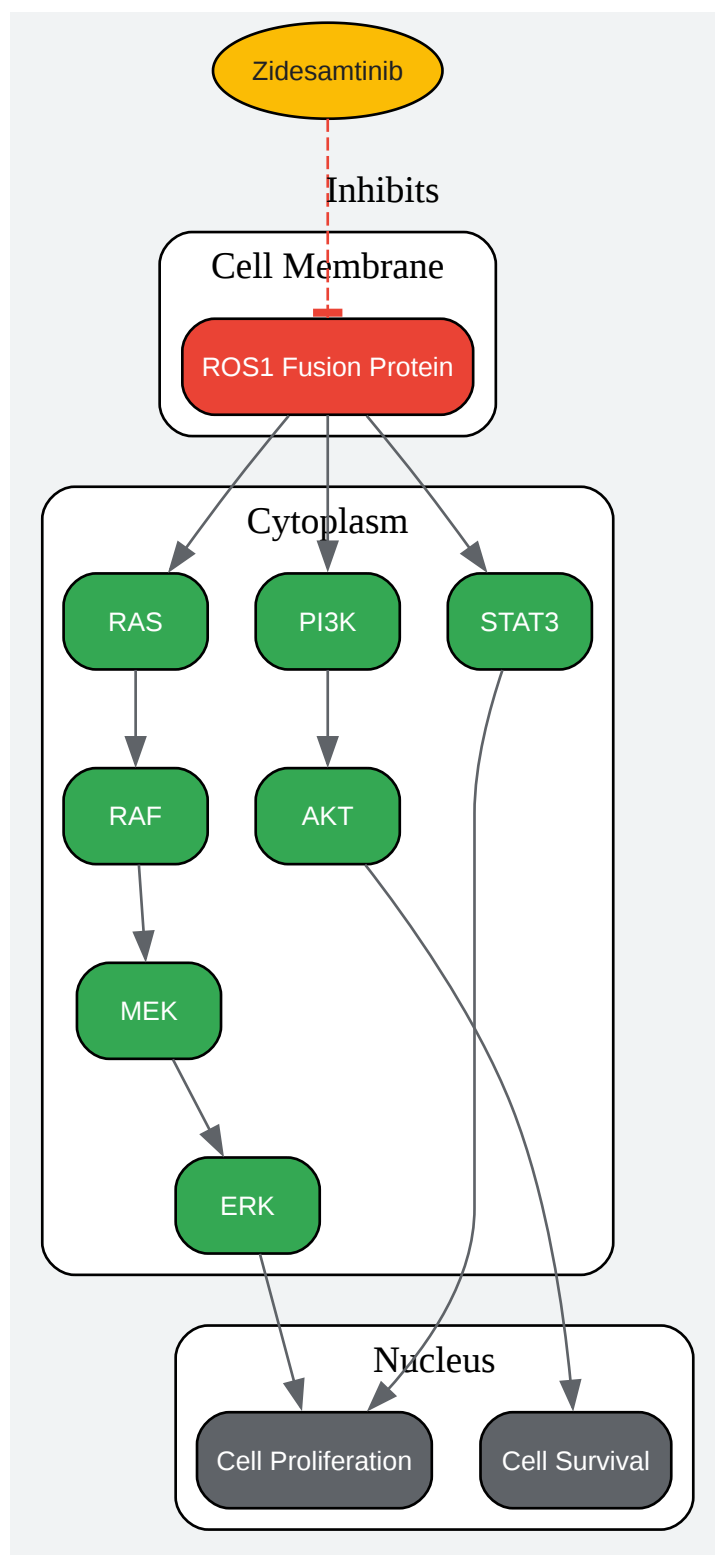 Zidesamtinib
Inhibits
Cell Membrane
ROS1 Fusion Protein
Cytoplasm
RAS
PI3K
STAT3
RAF
AKT
MEK
ERK
Nucleus
Cell Proliferation
Cell Survival